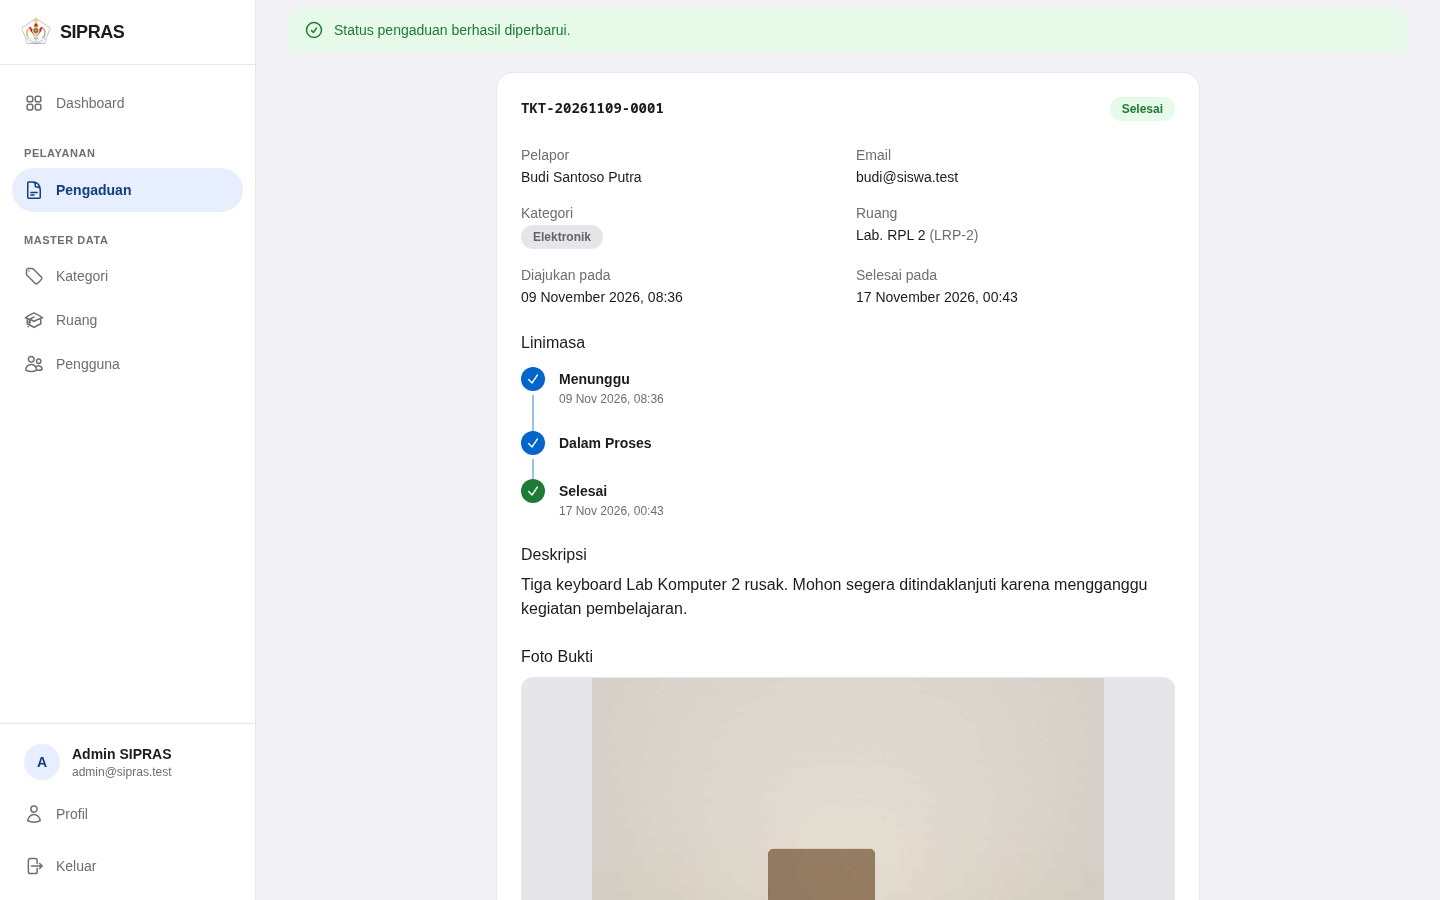 SIPRAS
Dashboard
PELAYANAN
Pengaduan
MASTER DATA
Kategori
Ruang
Pengguna
A
Admin SIPRAS
admin@sipras.test
Profil
Keluar
Status pengaduan berhasil diperbarui.
TKT-20261109-0001
Selesai
Pelapor
Budi Santoso Putra
Email
budi@siswa.test
Kategori
Elektronik
Ruang
Lab. RPL 2 (LRP-2)
Diajukan pada
09 November 2026, 08:36
Selesai pada
17 November 2026, 00:43
Linimasa
Menunggu
09 Nov 2026, 08:36
Dalam Proses
Selesai
17 Nov 2026, 00:43
Deskripsi
Tiga keyboard Lab Komputer 2 rusak. Mohon segera ditindaklanjuti karena mengganggu
kegiatan pembelajaran.
Foto Bukti